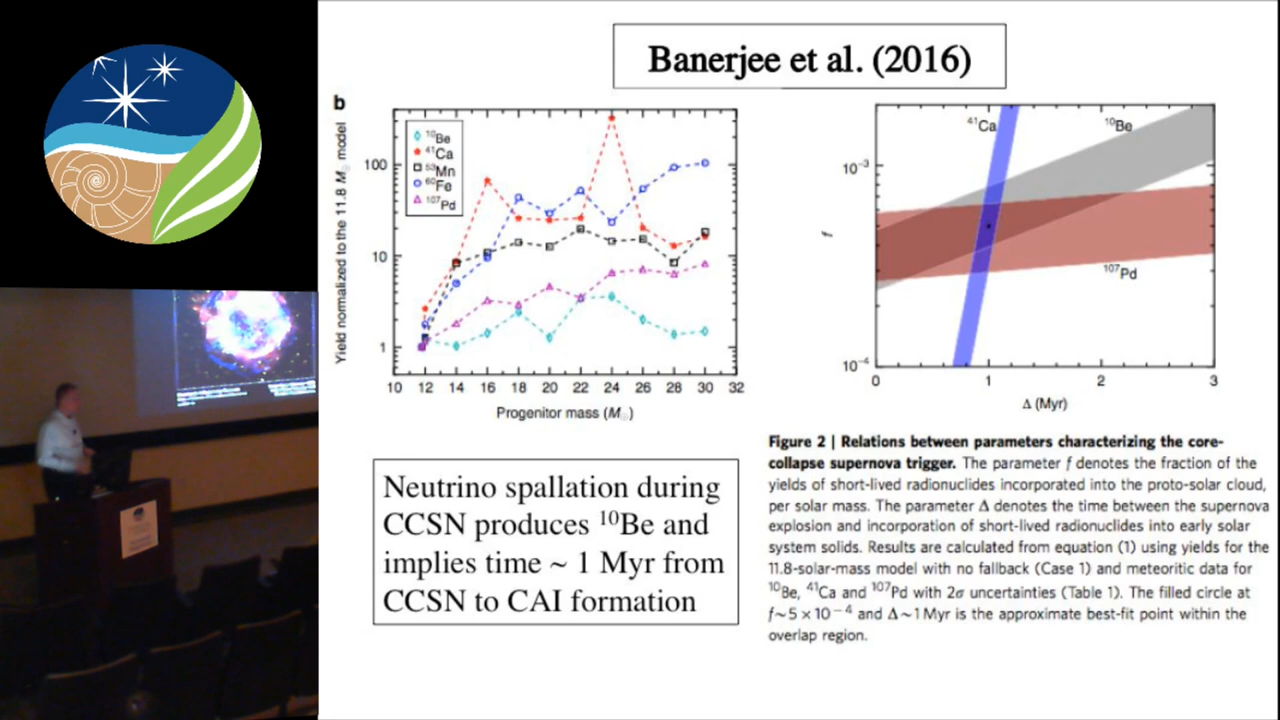 Banerjee et al. (2016)
b
Yield normalized to the 11.8 M☉ model
100
10
1
¹⁰Be
⁴¹Ca
⁵³Mn
⁶⁰Fe
¹⁰⁷Pd
10 12 14 16 18 20 22 24 26 28 30 32
Progenitor mass (M☉)
f
10⁻³
10⁻⁴
⁴¹Ca
¹⁰Be
¹⁰⁷Pd
0 1 2 3
Δ (Myr)
Neutrino spallation during
CCSN produces ¹⁰Be and
implies time ~ 1 Myr from
CCSN to CAI formation
Figure 2 | Relations between parameters characterizing the core-
collapse supernova trigger. The parameter f denotes the fraction of the
yields of short-lived radionuclides incorporated into the proto-solar cloud,
per solar mass. The parameter Δ denotes the time between the supernova
explosion and incorporation of short-lived radionuclides into early solar
system solids. Results are calculated from equation (1) using yields for the
11.8-solar-mass model with no fallback (Case 1) and meteoritic data for
¹⁰Be, ⁴¹Ca and ¹⁰⁷Pd with 2σ uncertainties (Table 1). The filled circle at
f~5 × 10⁻⁴ and Δ~1 Myr is the approximate best-fit point within the
overlap region.